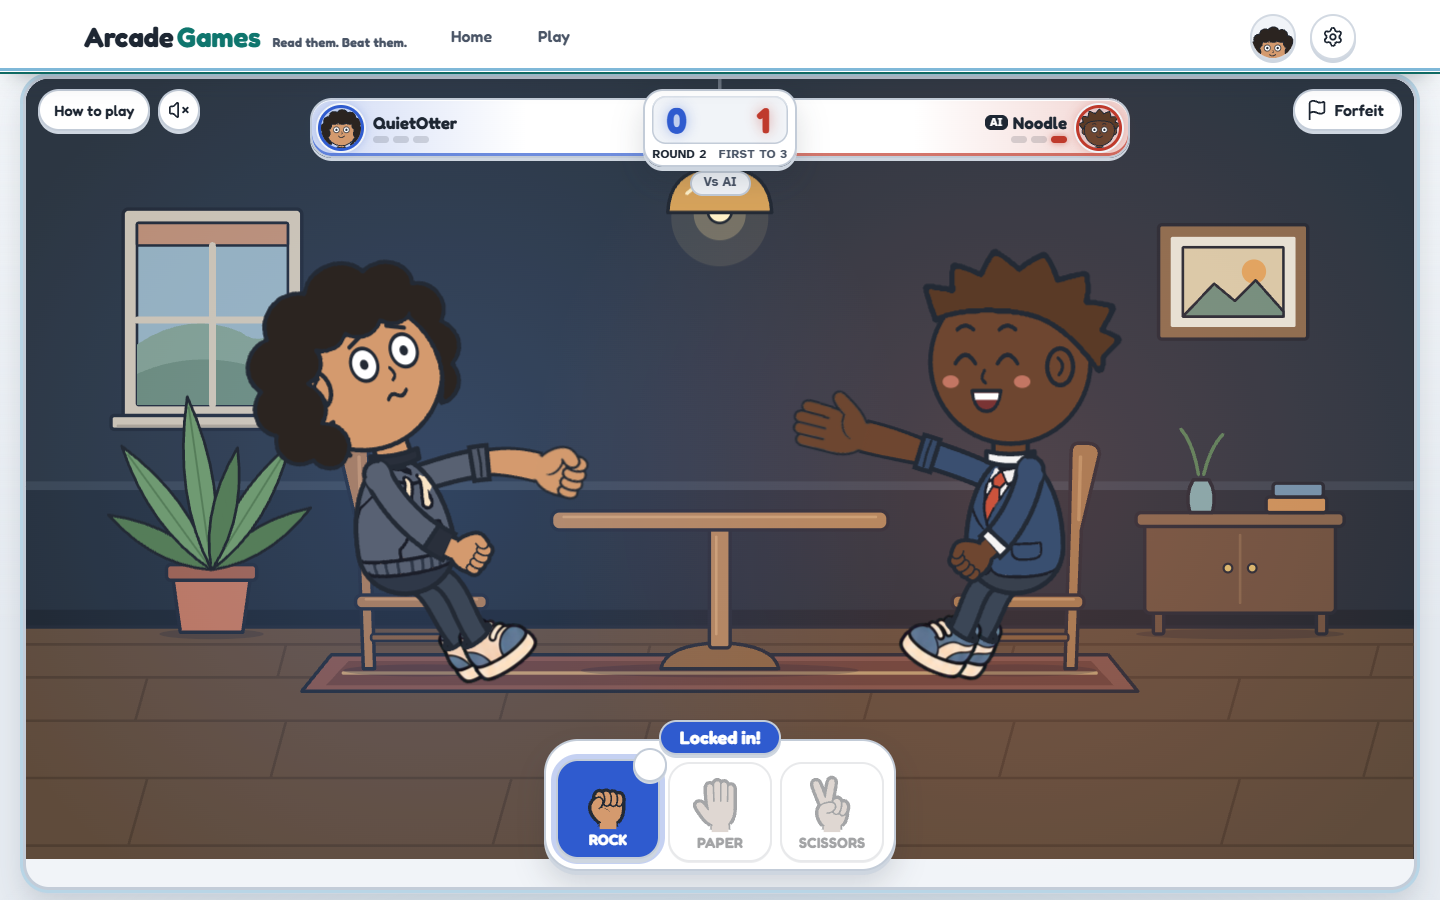 Arcade Games Read them. Beat them. Home Play
How to play
QuietOtter
0 1
ROUND 2 FIRST TO 3
AI Noodle
Forfeit
Vs AI
Locked in!
ROCK PAPER SCISSORS